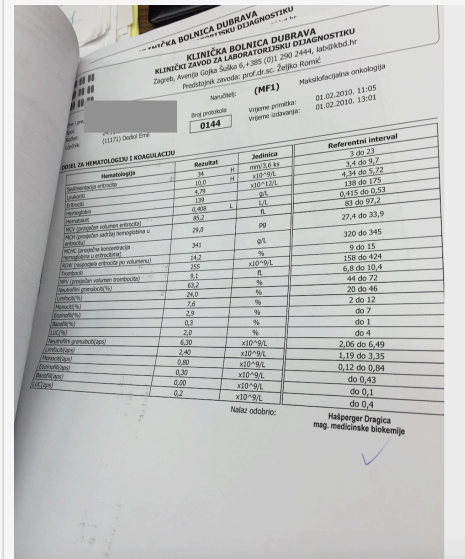 KLINIČKA BOLNICA DUBRAVA
KLINIČKA BOLNICA DUBRAVA
KLINIČKI ZAVOD ZA LABORATORIJSKU DIJAGNOSTIKU
Zagreb, Avenija Gojka Šuška 6,+385 (0)1 290 2444, lab@kbd.hr
Predstojnik zavoda: prof.dr.sc. Željko Romić
Naručitelj: (MF1) Maksilofacijalna onkologija
Broj protokola
0144
Vrijeme primitka: 01.02.2010. 11:05
Vrijeme izdavanja: 01.02.2010. 13:01
(11171) Dediol Emil
ODJEL ZA HEMATOLOGIJU I KOAGULACIJU
Hematologija Rezultat Jedinica Referentni interval
Sedimentacija eritrocita 34 H mm/3,6 ks 3 do 23
Leukociti 10,0 H x10^9/L 3,4 do 9,7
Eritrociti 4,79 x10^12/L 4,34 do 5,72
Hemoglobin 139 g/L 138 do 175
Hematokrit 0,408 L L/L 0,415 do 0,53
MCV (prosječan volumen eritrocita) 85,2 fL 83 do 97,2
MCH (prosječan sadržaj hemoglobina u
eritrocitu) 29,0 pg 27,4 do 33,9
MCHC (prosječna koncentracija
hemoglobina u eritrocitima) 341 g/L 320 do 345
RDW (raspodjela eritrocita po volumenu) 14,2 % 9 do 15
Trombociti 255 x10^9/L 158 do 424
MPV (prosječan volumen trombocita) 9,1 fL 6,8 do 10,4
Neutrofilni granulociti(%) 63,2 % 44 do 72
Limfociti(%) 24,0 % 20 do 46
Monociti(%) 7,6 % 2 do 12
Eozinofili(%) 2,9 % do 7
Bazofili(%) 0,3 % do 1
LUC(%) 2,0 % do 4
Neutrofilni granulociti(aps) 6,30 x10^9/L 2,06 do 6,49
Limfociti(aps) 2,40 x10^9/L 1,19 do 3,35
Monociti(aps) 0,80 x10^9/L 0,12 do 0,84
Eozinofili(aps) 0,30 x10^9/L do 0,43
Bazofili(aps) 0,00 x10^9/L do 0,1
LUC(aps) 0,2 x10^9/L do 0,4
Nalaz odobrio: Hašperger Dragica
mag. medicinske biokemije